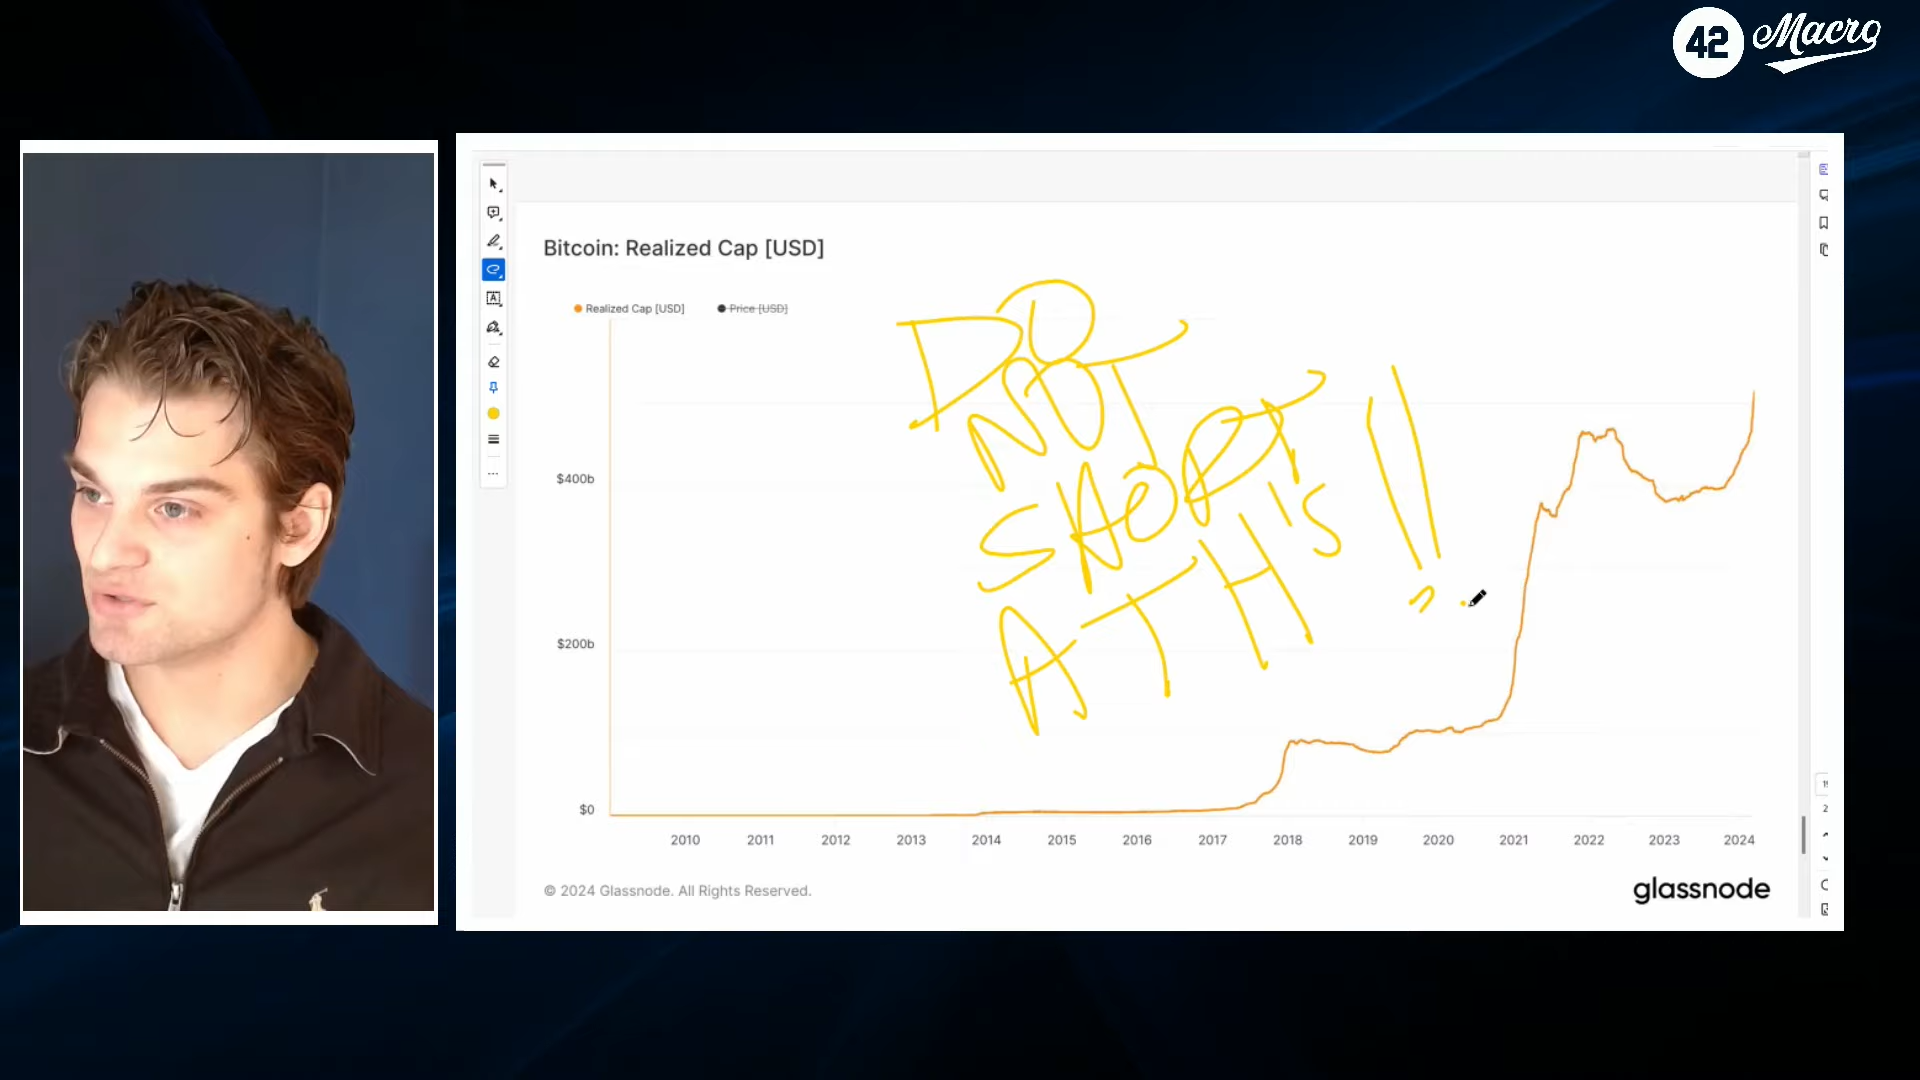 42 Macro
Bitcoin: Realized Cap [USD]
Realized Cap [USD] Price [USD]
DO
NOT
SHORT
ATH'S!!
$400b
$200b
$0
2010 2011 2012 2013 2014 2015 2016 2017 2018 2019 2020 2021 2022 2023 2024
© 2024 Glassnode. All Rights Reserved.
glassnode